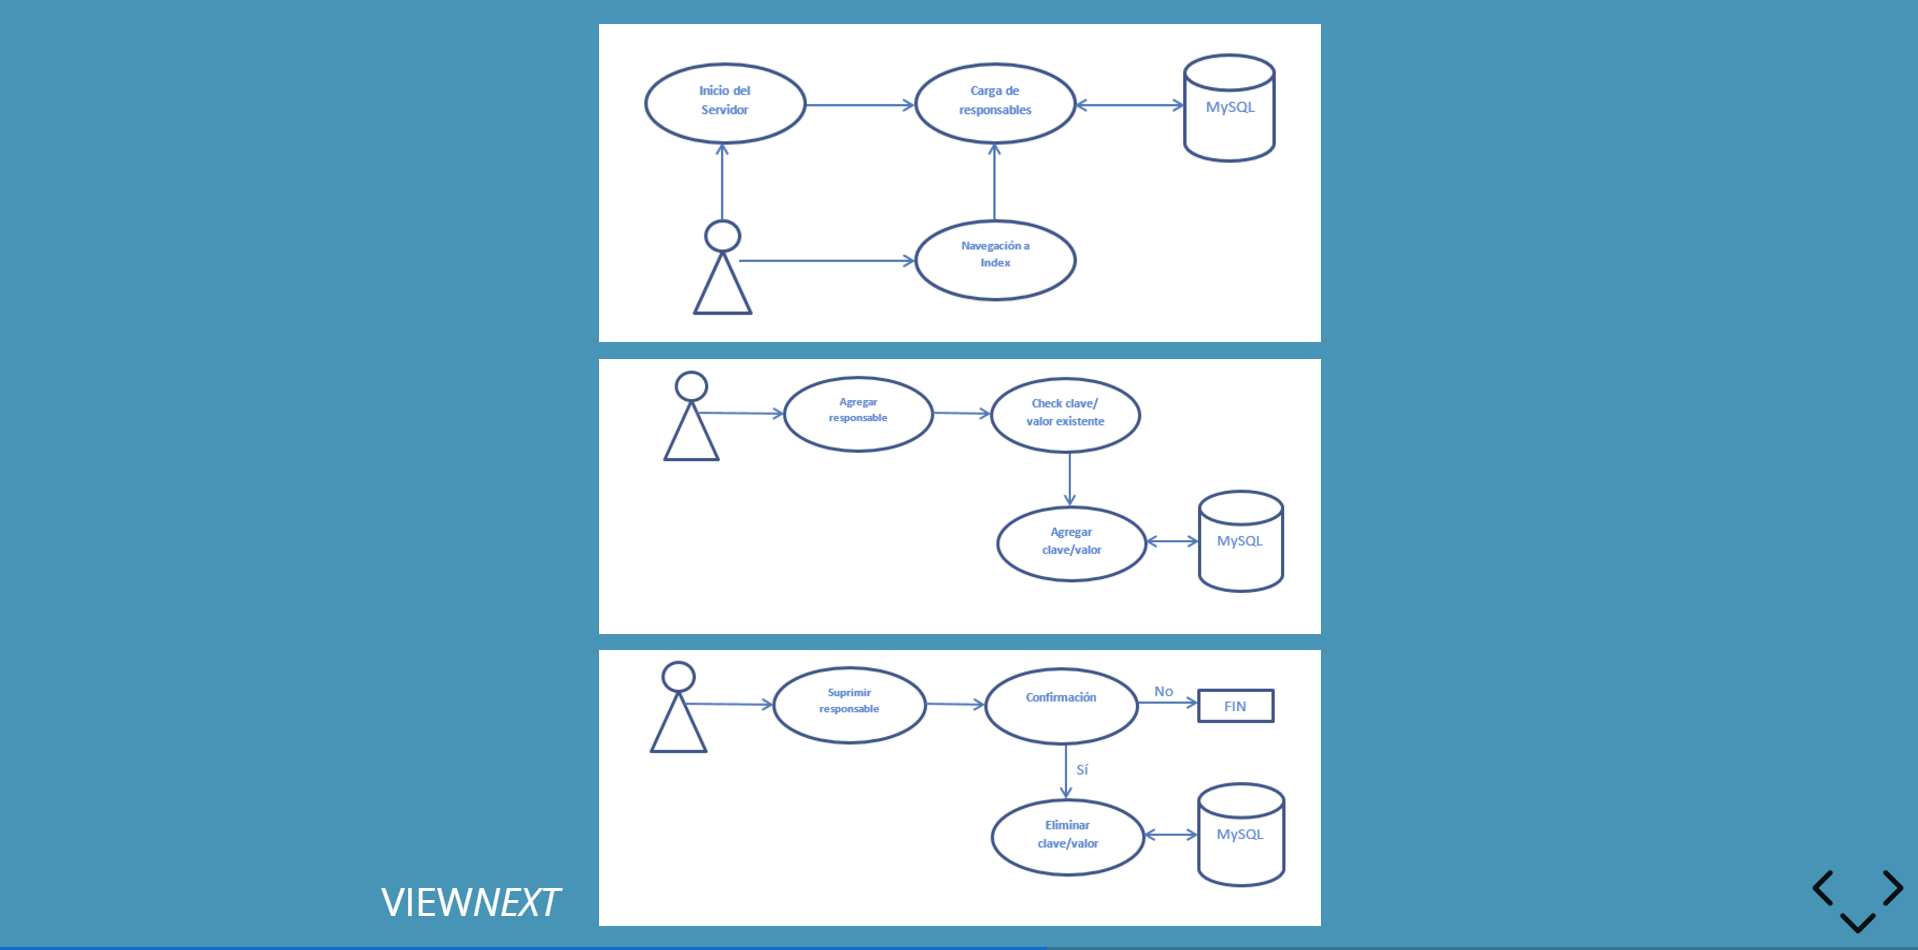 Inicio del
Servidor
Carga de
responsables
MySQL
Navegación a
Index
Agregar
responsable
Check clave/
valor existente
Agregar
clave/valor
MySQL
Suprimir
responsable
Confirmación
No
FIN
Sí
Eliminar
clave/valor
MySQL
VIEWNEXT